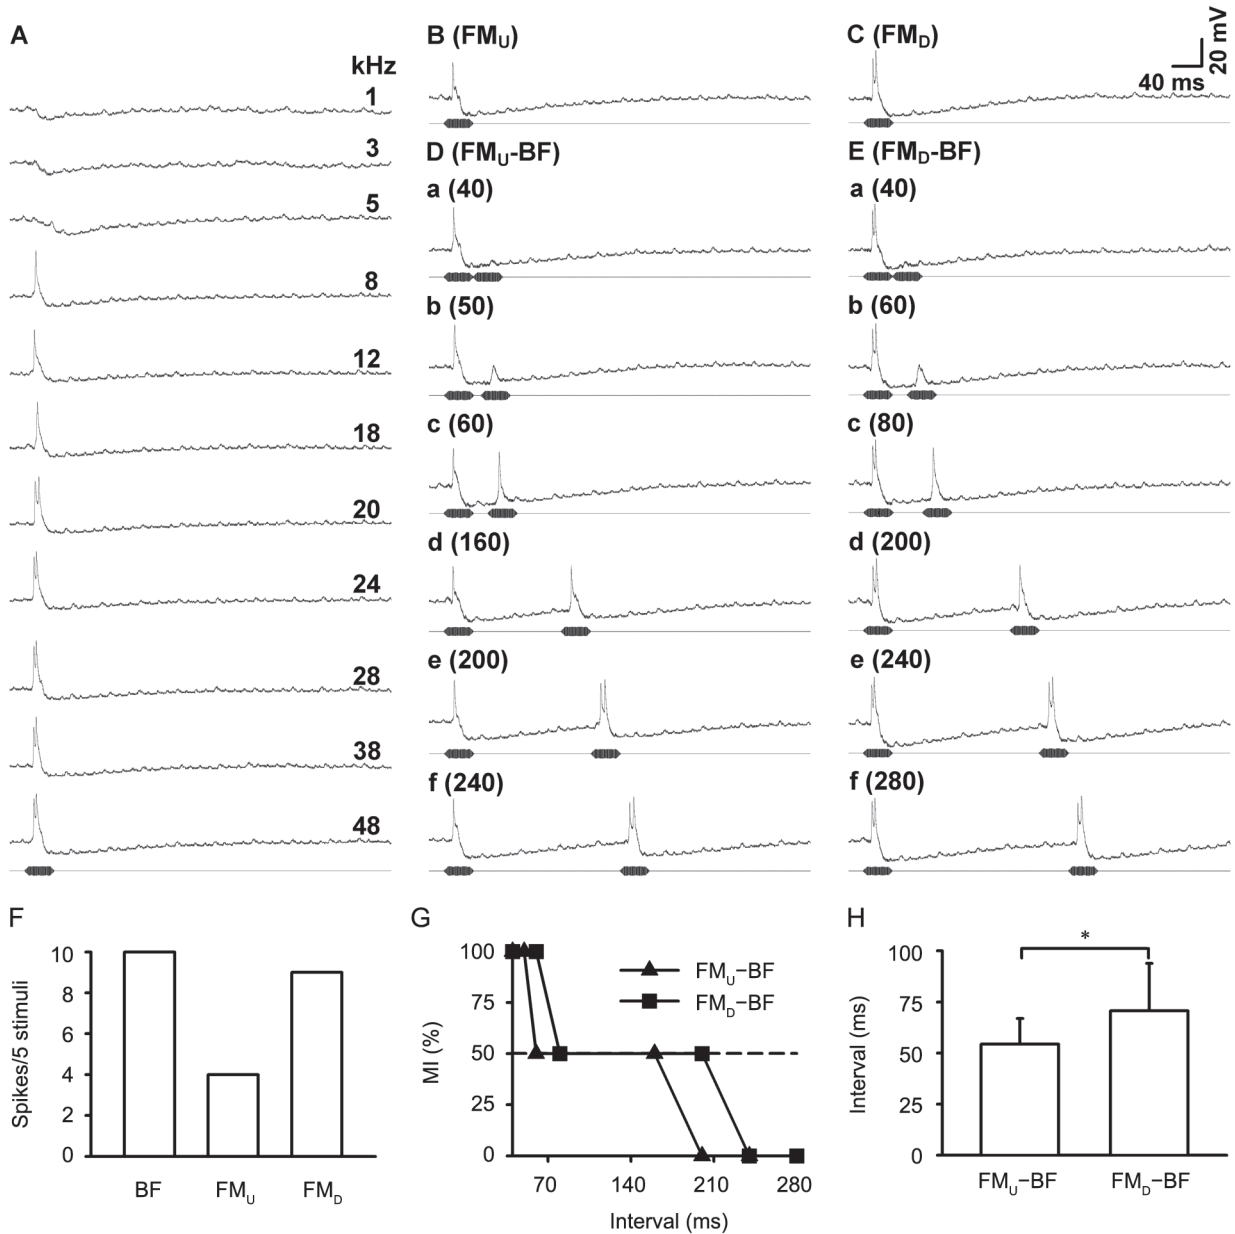 A
kHz
1
3
5
8
12
18
20
24
28
38
48
B (FMU)
C (FMD)
20 mV
40 ms
D (FMU-BF)
a (40)
b (50)
c (60)
d (160)
e (200)
f (240)
E (FMD-BF)
a (40)
b (60)
c (80)
d (200)
e (240)
f (280)
F
Spikes/5 stimuli
10
8
6
4
2
0
BF
FMU
FMD
G
MI (%)
100
75
50
25
0
FMU−BF
FMD−BF
70
140
210
280
Interval (ms)
H
Interval (ms)
100
75
50
25
0
*
FMU−BF
FMD−BF